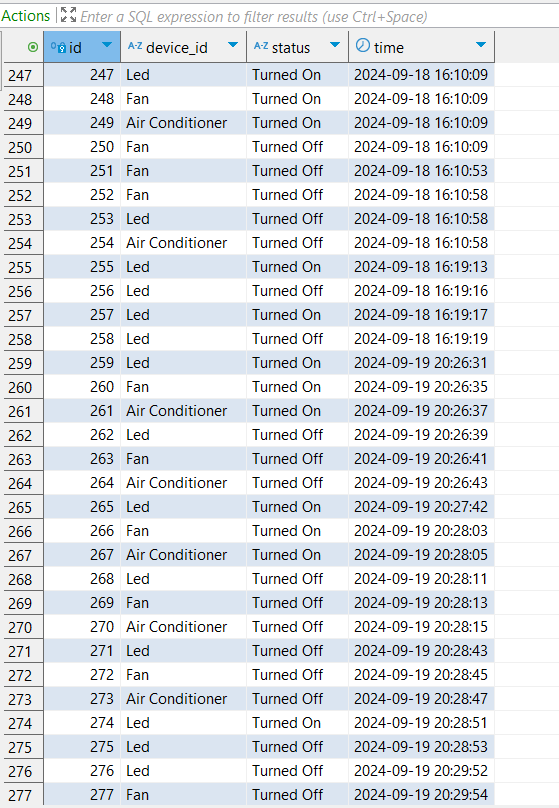 Actions Enter a SQL expression to filter results (use Ctrl+Space)
id A-Z device_id A-Z status time
247 247 Led Turned On 2024-09-18 16:10:09
248 248 Fan Turned On 2024-09-18 16:10:09
249 249 Air Conditioner Turned On 2024-09-18 16:10:09
250 250 Fan Turned Off 2024-09-18 16:10:09
251 251 Fan Turned Off 2024-09-18 16:10:53
252 252 Fan Turned Off 2024-09-18 16:10:58
253 253 Led Turned Off 2024-09-18 16:10:58
254 254 Air Conditioner Turned Off 2024-09-18 16:10:58
255 255 Led Turned On 2024-09-18 16:19:13
256 256 Led Turned Off 2024-09-18 16:19:16
257 257 Led Turned On 2024-09-18 16:19:17
258 258 Led Turned Off 2024-09-18 16:19:19
259 259 Led Turned On 2024-09-19 20:26:31
260 260 Fan Turned On 2024-09-19 20:26:35
261 261 Air Conditioner Turned On 2024-09-19 20:26:37
262 262 Led Turned Off 2024-09-19 20:26:39
263 263 Fan Turned Off 2024-09-19 20:26:41
264 264 Air Conditioner Turned Off 2024-09-19 20:26:43
265 265 Led Turned On 2024-09-19 20:27:42
266 266 Fan Turned On 2024-09-19 20:28:03
267 267 Air Conditioner Turned On 2024-09-19 20:28:05
268 268 Led Turned Off 2024-09-19 20:28:11
269 269 Fan Turned Off 2024-09-19 20:28:13
270 270 Air Conditioner Turned Off 2024-09-19 20:28:15
271 271 Led Turned Off 2024-09-19 20:28:43
272 272 Fan Turned Off 2024-09-19 20:28:45
273 273 Air Conditioner Turned Off 2024-09-19 20:28:47
274 274 Led Turned On 2024-09-19 20:28:51
275 275 Led Turned Off 2024-09-19 20:28:53
276 276 Led Turned Off 2024-09-19 20:29:52
277 277 Fan Turned Off 2024-09-19 20:29:54